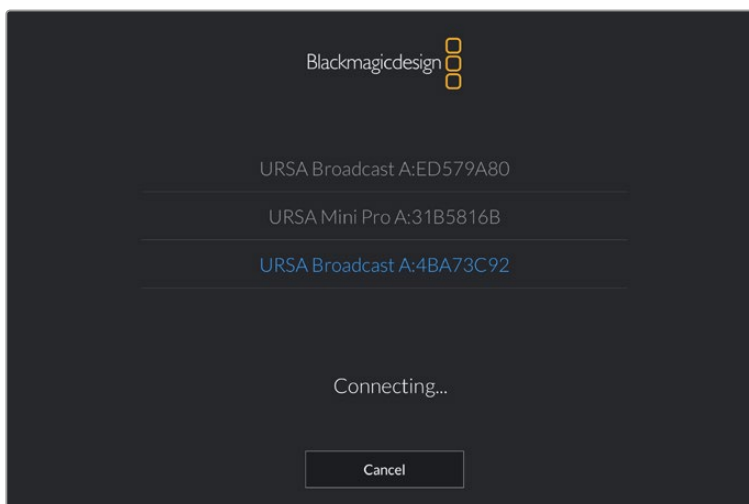 Blackmagicdesign
URSA Broadcast A:ED579A80
URSA Mini Pro A:31B5816B
URSA Broadcast A:4BA73C92
Connecting...
Cancel